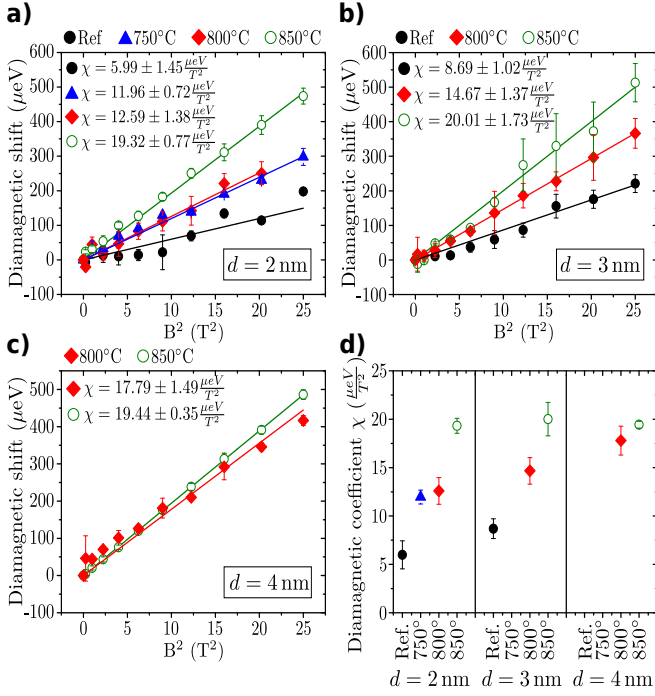 a)
Ref 750°C 800°C 850°C
χ = 5.99 ± 1.45 μeV/T²
χ = 11.96 ± 0.72 μeV/T²
χ = 12.59 ± 1.38 μeV/T²
χ = 19.32 ± 0.77 μeV/T²
Diamagnetic shift (μeV)
600
500
400
300
200
100
0
-100
d = 2 nm
0 5 10 15 20 25
B² (T²)
b)
Ref 800°C 850°C
χ = 8.69 ± 1.02 μeV/T²
χ = 14.67 ± 1.37 μeV/T²
χ = 20.01 ± 1.73 μeV/T²
Diamagnetic shift (μeV)
600
500
400
300
200
100
0
-100
d = 3 nm
0 5 10 15 20 25
B² (T²)
c)
800°C 850°C
χ = 17.79 ± 1.49 μeV/T²
χ = 19.44 ± 0.35 μeV/T²
Diamagnetic shift (μeV)
500
400
300
200
100
0
-100
d = 4 nm
0 5 10 15 20 25
B² (T²)
d)
Diamagnetic coefficient χ (μeV/T²)
25
20
15
10
5
0
Ref. 750° 800° 850° Ref. 750° 800° 850° Ref. 750° 800° 850°
d = 2 nm d = 3 nm d = 4 nm